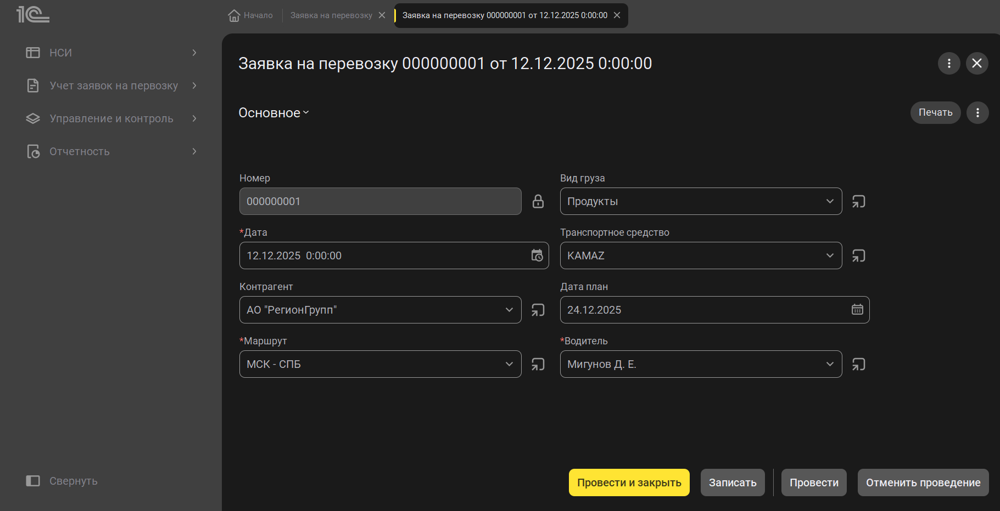 1С
Начало
Заявка на перевозку
Заявка на перевозку 000000001 от 12.12.2025 0:00:00
НСИ
Учет заявок на первозку
Управление и контроль
Отчетность
Свернуть
Заявка на перевозку 000000001 от 12.12.2025 0:00:00
Основное
Печать
Номер
000000001
Вид груза
Продукты
*Дата
12.12.2025 0:00:00
Транспортное средство
KAMAZ
Контрагент
АО "РегионГрупп"
Дата план
24.12.2025
*Маршрут
МСК - СПБ
*Водитель
Мигунов Д. Е.
Провести и закрыть
Записать
Провести
Отменить проведение